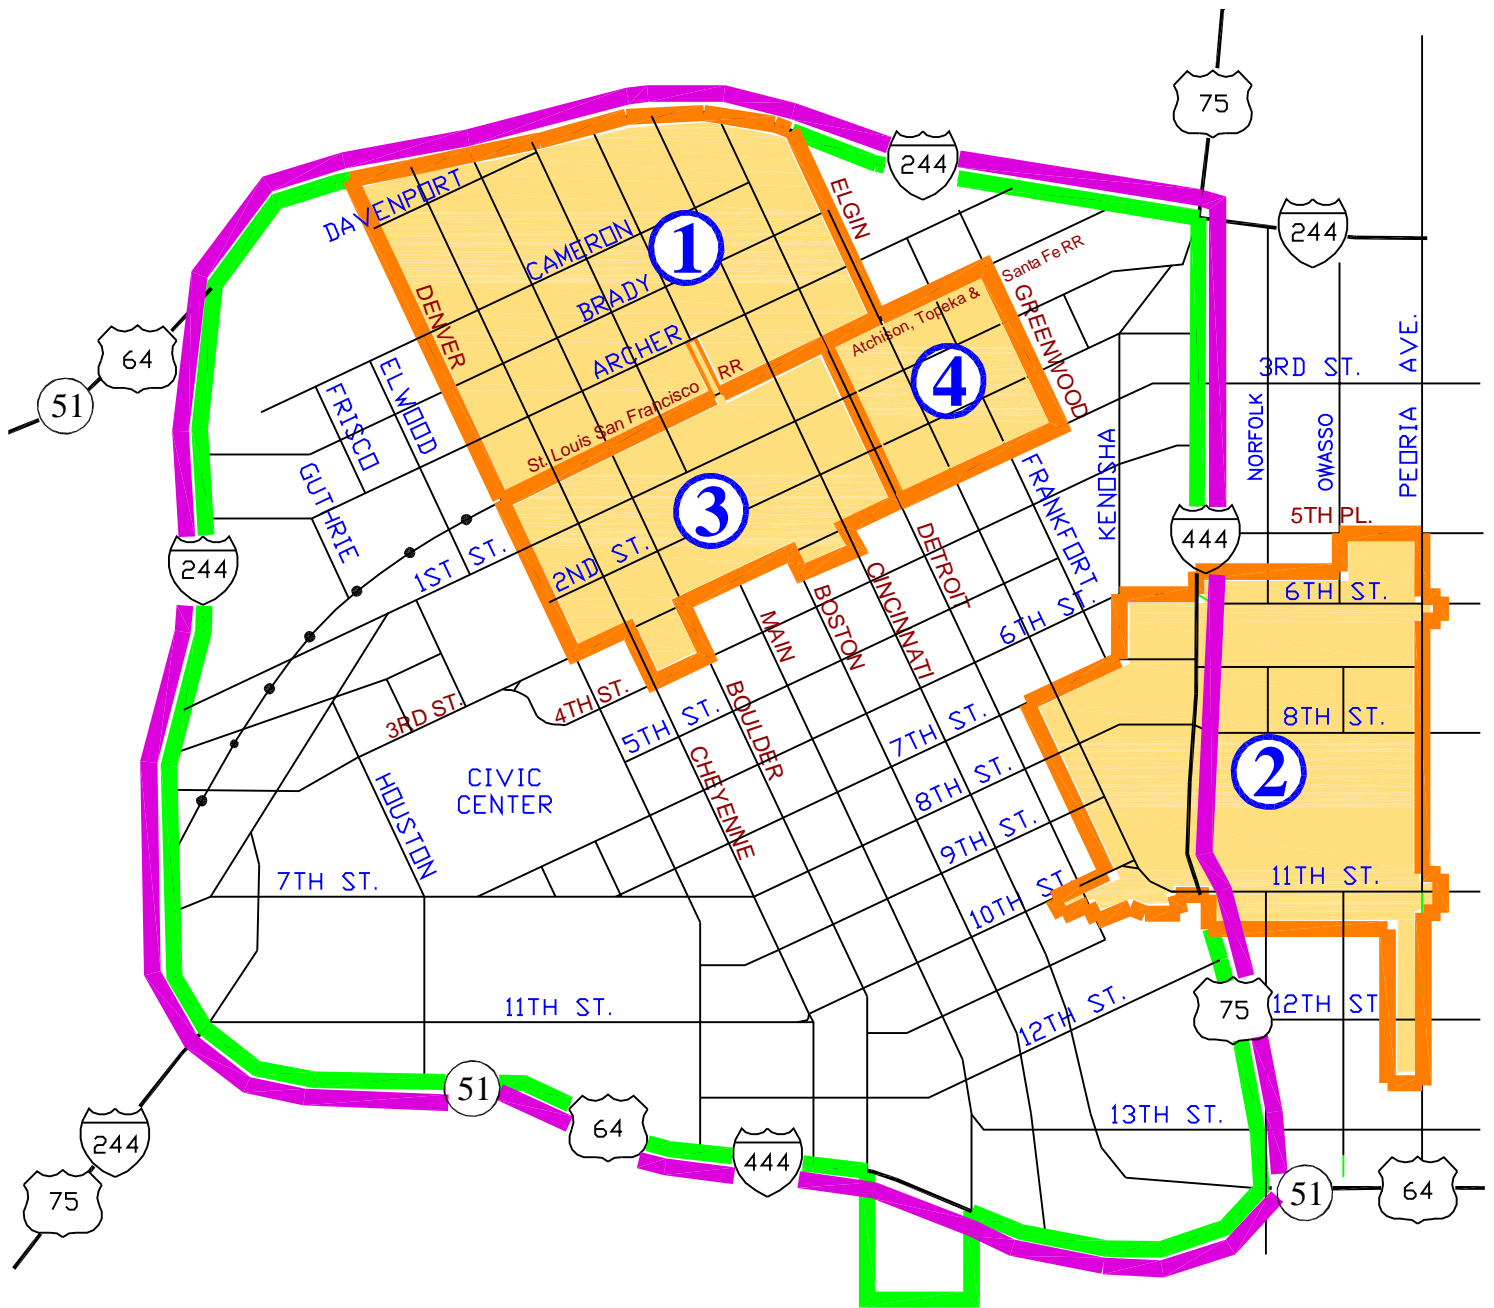 75
244
244
ELGIN
DAVENPORT
CAMERON
1
Santa Fe RR
BRADY
Atchison, Topeka &
GREENWOOD
DENVER
ARCHER
RR
64
51
ELWOOD
FRISCO
St. Louis San Francisco
4
3RD ST.
PEORIA AVE.
NORFOLK
OWASSO
KENOSHA
GUTHRIE
3
FRANKFORT
5TH PL.
444
244
1ST ST.
2ND ST.
DETROIT
CINCINNATI
BOSTON
MAIN
6TH ST.
6TH ST.
3RD ST.
4TH ST.
5TH ST.
BOULDER
7TH ST.
8TH ST.
CIVIC
CENTER
HOUSTON
CHEYENNE
8TH ST.
2
9TH ST.
7TH ST.
10TH ST.
11TH ST.
11TH ST.
12TH ST.
75
12TH ST
51
64
444
13TH ST.
244
75
51
64